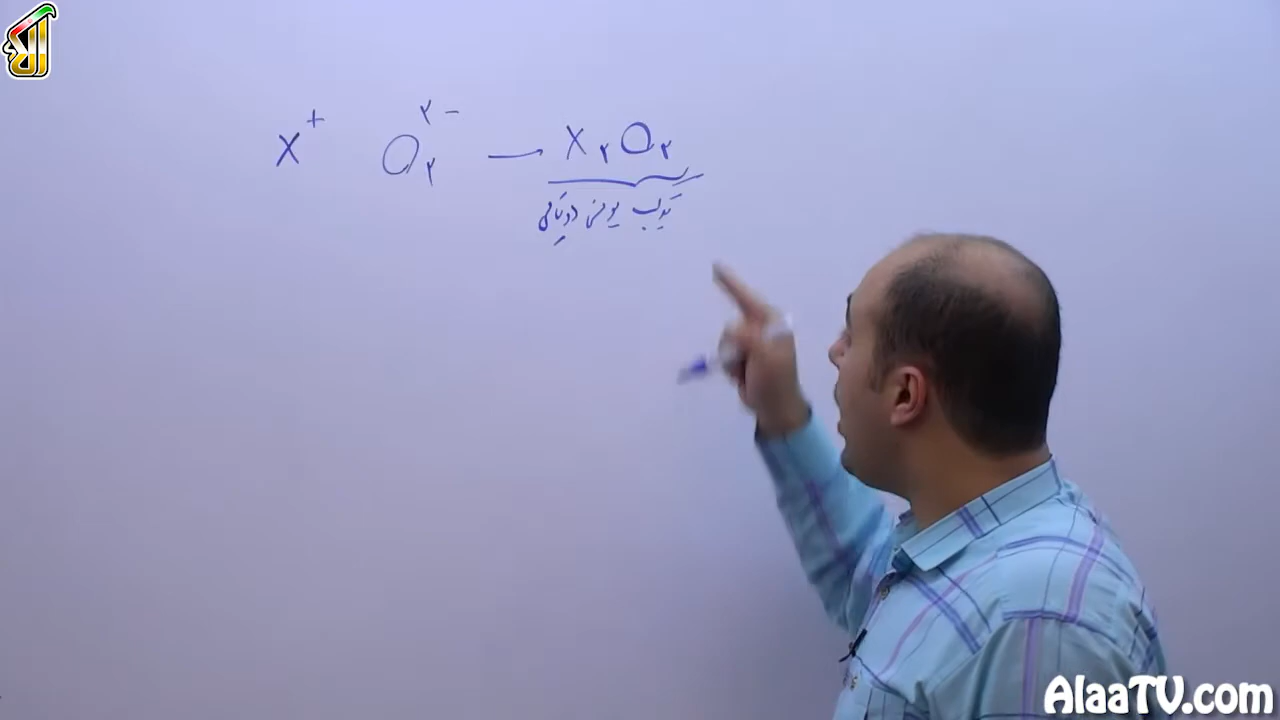 X⁺ O₂²⁻ → X₂O₂
ترکیب یونی دوتایی
AlaaTV.com